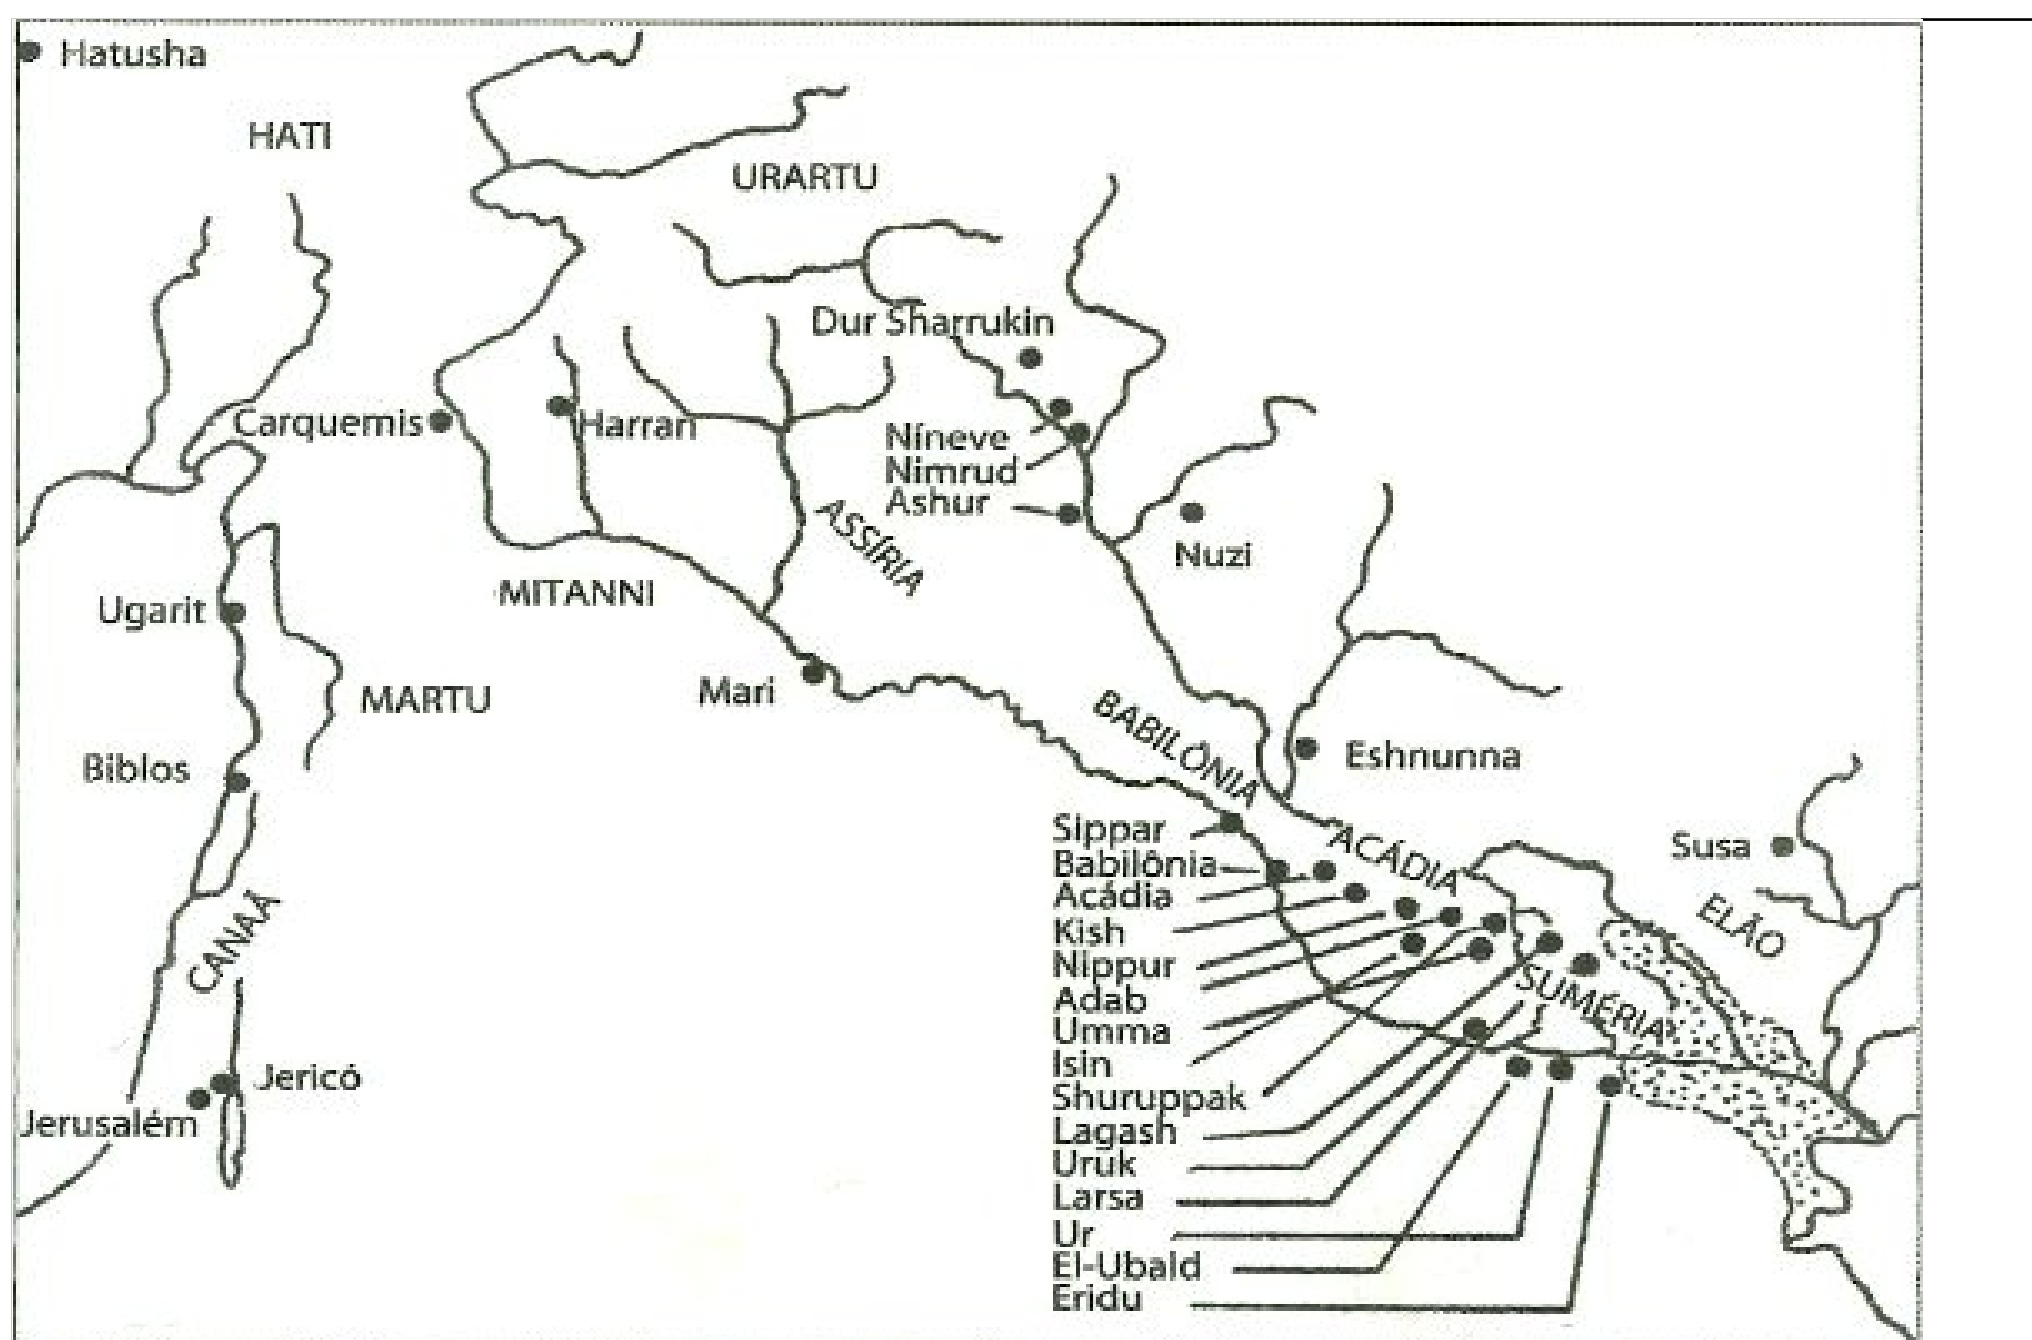 Hatusha
HATI
URARTU
Dur Sharrukin
Carquemis
Harran
Níneve
Nimrud
Ashur
ASSÍRIA
Nuzi
MITANNI
Ugarit
MARTU
Mari
BABILÔNIA
Biblos
Eshnunna
Sippar
Babilônia
Acádia
Kish
Nippur
Adab
Umma
Isin
Shuruppak
Lagash
Uruk
Larsa
Ur
El-Ubald
Eridu
ACÁDIA
Susa
ELÃO
SUMÉRIA
CANAÃ
Jericó
Jerusalém